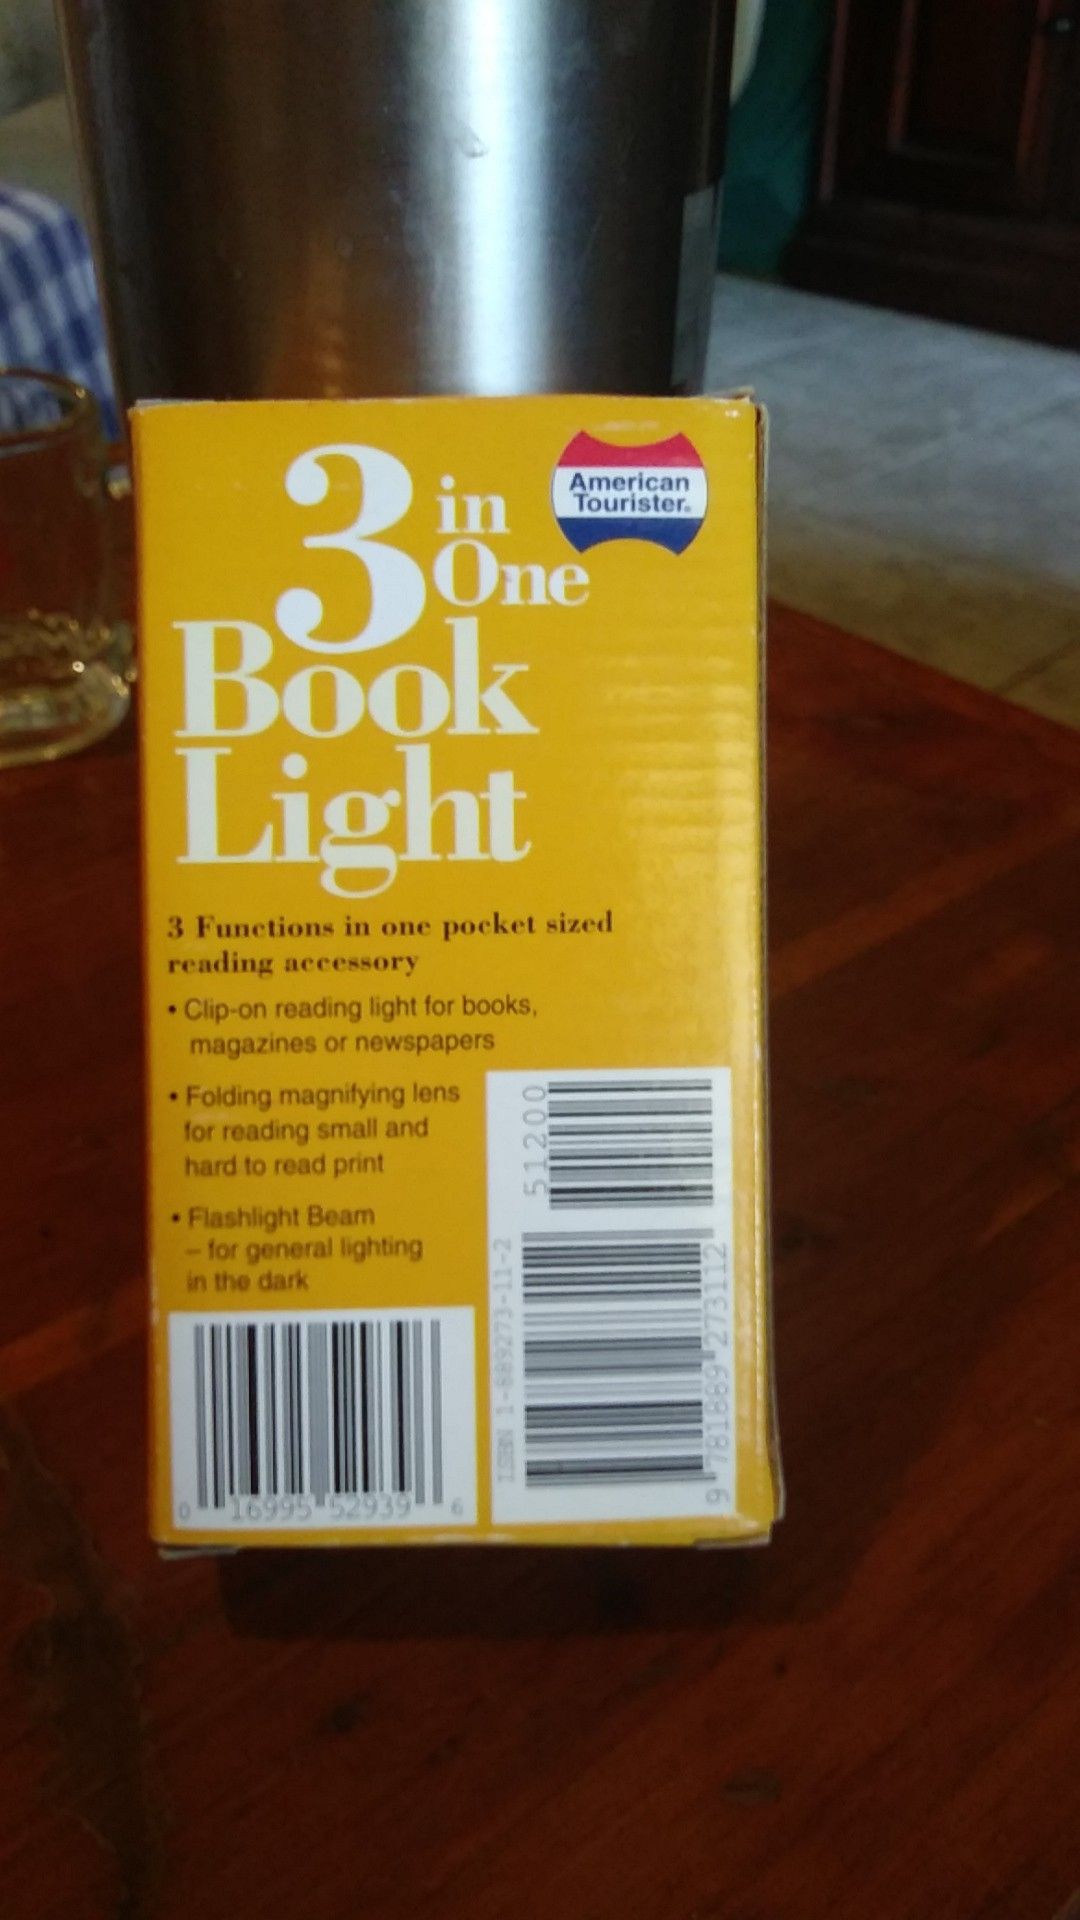 3 in
One
Book
Light
American
Tourister®
3 Functions in one pocket sized
reading accessory
• Clip-on reading light for books,
magazines or newspapers
• Folding magnifying lens
for reading small and
hard to read print
• Flashlight Beam
– for general lighting
in the dark
0 16995 52939 6
51200
ISBN 1-889273-11-2
9 781889 273112